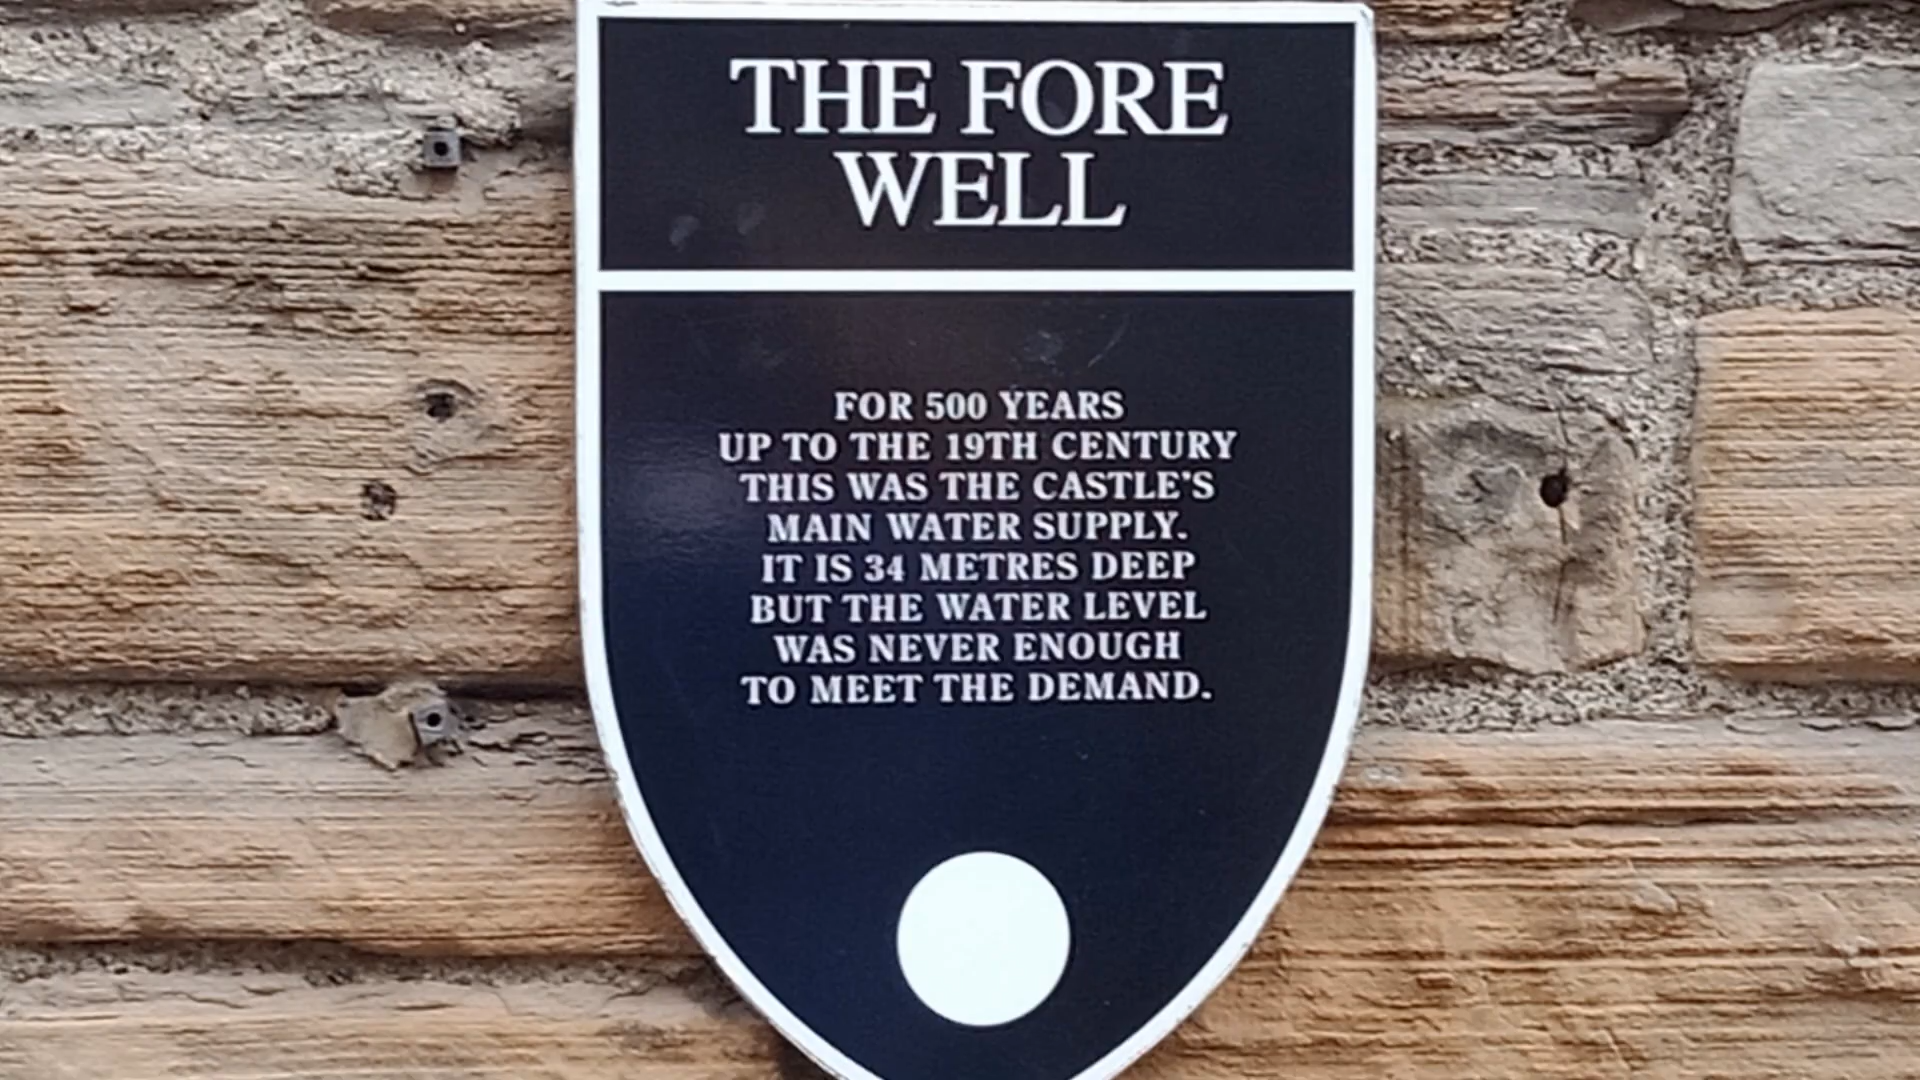 THE FORE
WELL
FOR 500 YEARS
UP TO THE 19TH CENTURY
THIS WAS THE CASTLE'S
MAIN WATER SUPPLY.
IT IS 34 METRES DEEP
BUT THE WATER LEVEL
WAS NEVER ENOUGH
TO MEET THE DEMAND.